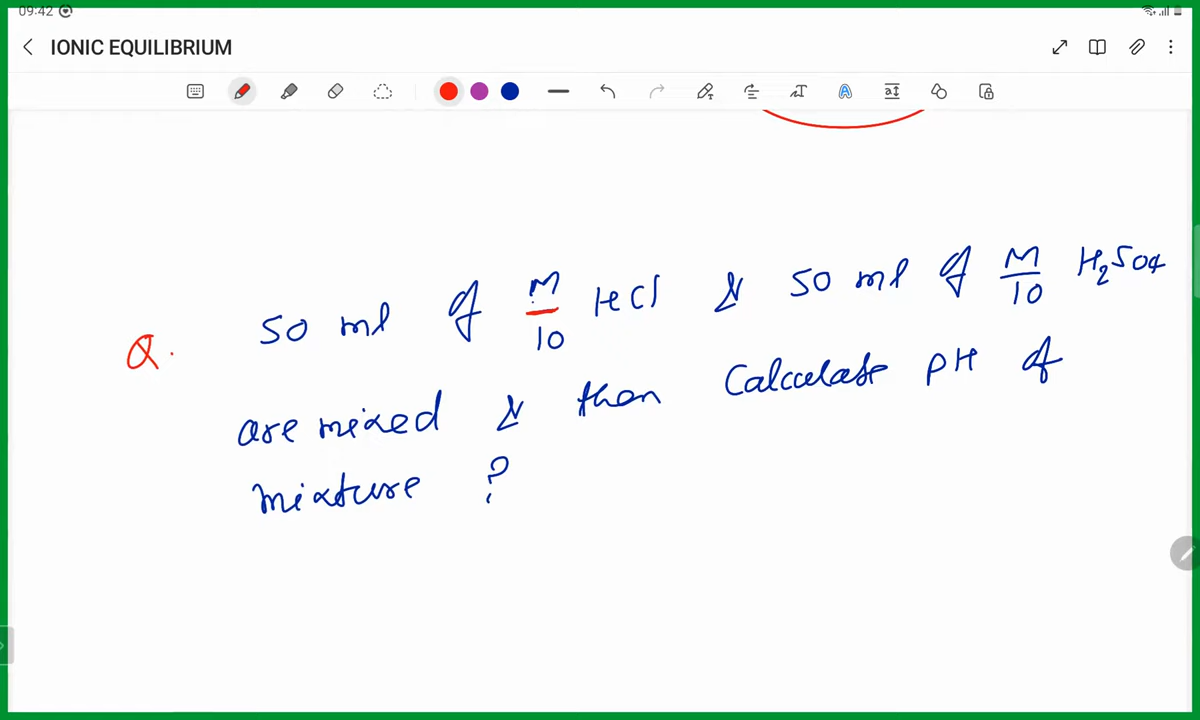 09:42
IONIC EQUILIBRIUM
Q. 50 ml of M/10 HCl & 50 ml of M/10 H₂SO₄
are mixed & then Calculate pH of
mixture ?